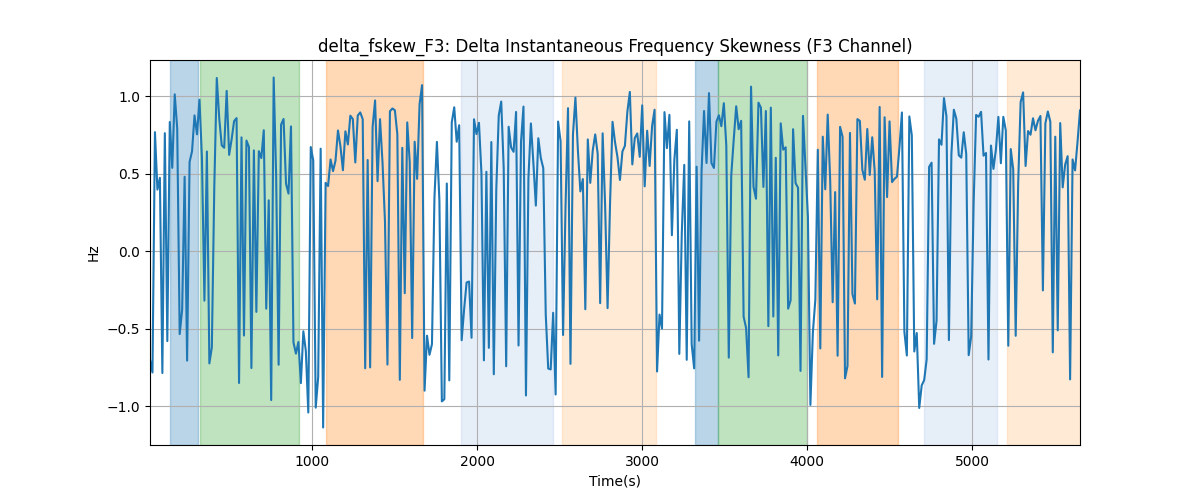 delta_fskew_F3: Delta Instantaneous Frequency Skewness (F3 Channel)
1.0
0.5
0.0
−0.5
−1.0
Hz
1000 2000 3000 4000 5000
Time(s)